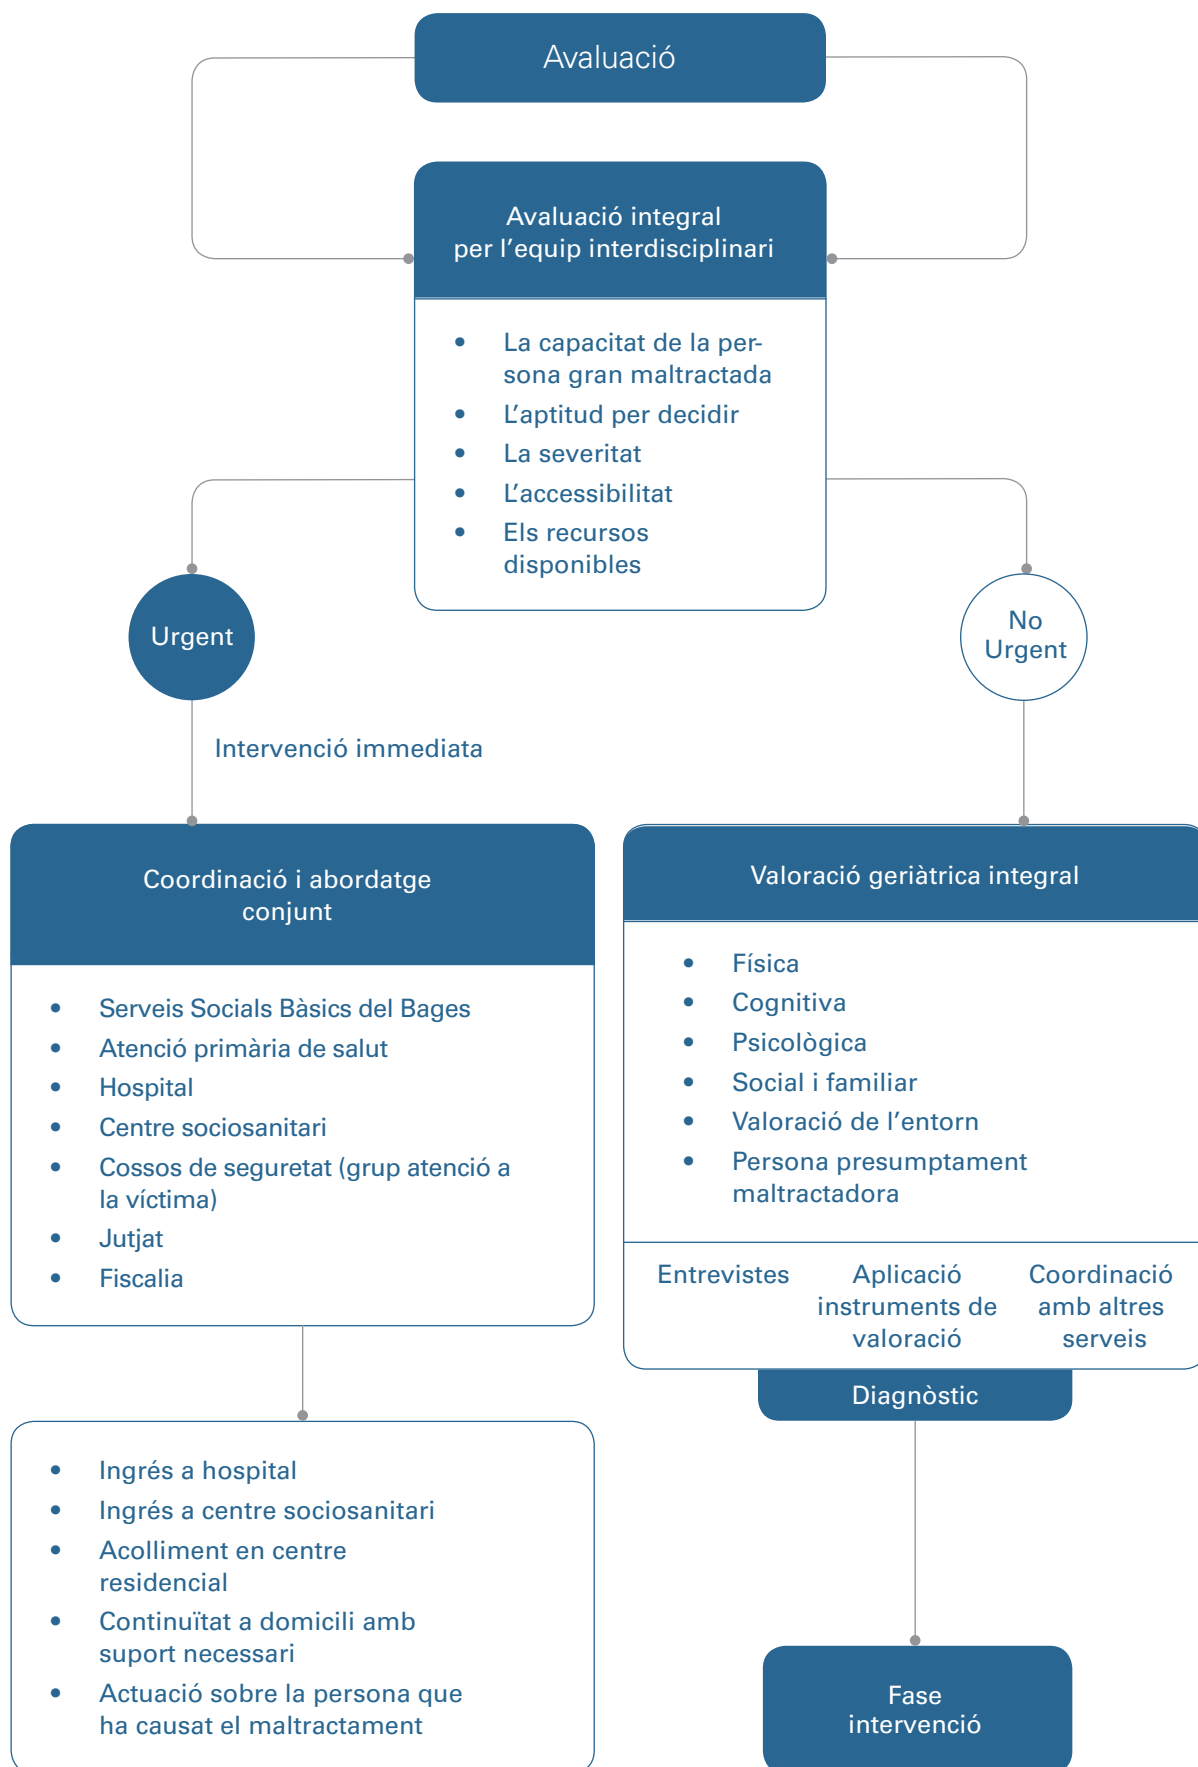 Avaluació
Avaluació integral
per l’equip interdisciplinari
• La capacitat de la per-
sona gran maltractada
• L’aptitud per decidir
• La severitat
• L’accessibilitat
• Els recursos
disponibles
Urgent
No
Urgent
Intervenció immediata
Coordinació i abordatge
conjunt
• Serveis Socials Bàsics del Bages
• Atenció primària de salut
• Hospital
• Centre sociosanitari
• Cossos de seguretat (grup atenció a
la víctima)
• Jutjat
• Fiscalia
• Ingrés a hospital
• Ingrés a centre sociosanitari
• Acolliment en centre
residencial
• Continuïtat a domicili amb
suport necessari
• Actuació sobre la persona que
ha causat el maltractament
Valoració geriàtrica integral
• Física
• Cognitiva
• Psicològica
• Social i familiar
• Valoració de l’entorn
• Persona presumptament
maltractadora
Entrevistes
Aplicació
instruments de
valoració
Coordinació
amb altres
serveis
Diagnòstic
Fase
intervenció